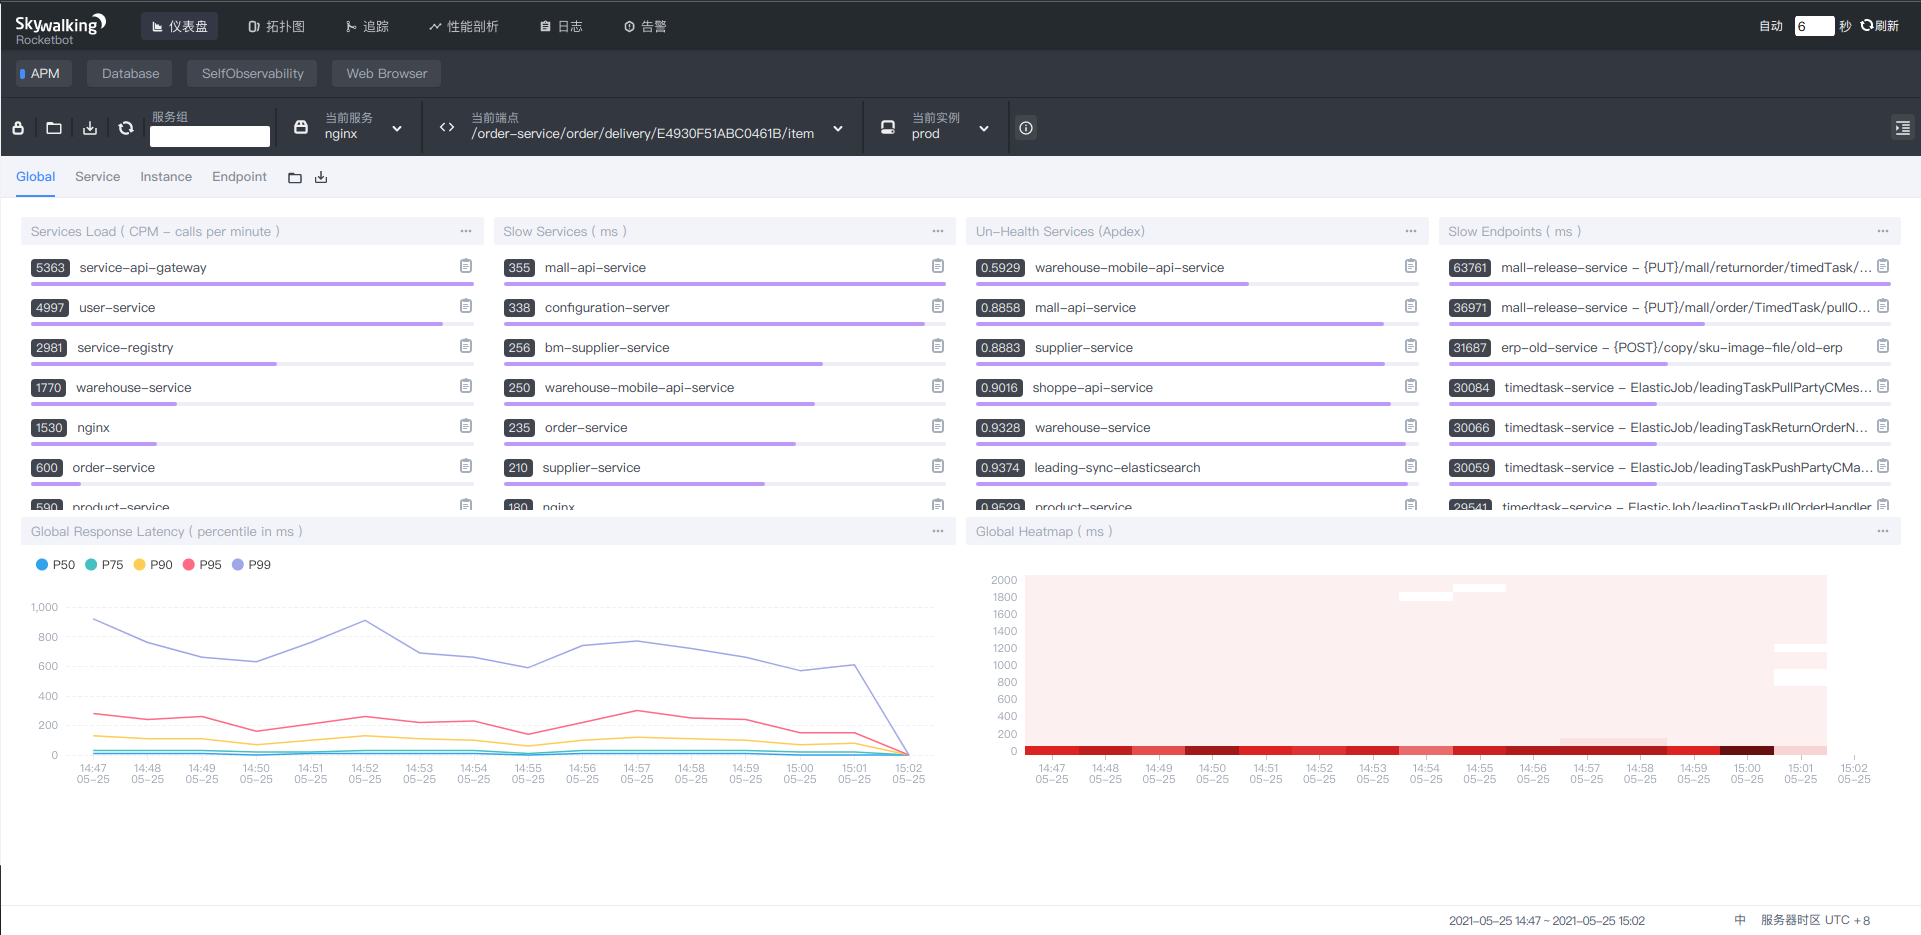 Skywalking
Rocketbot
仪表盘
拓扑图
追踪
性能剖析
日志
告警
自动 6 秒 刷新
APM
Database
SelfObservability
Web Browser
服务组
当前服务
nginx
当前端点
/order-service/order/delivery/E4930F51ABC0461B/item
当前实例
prod
Global
Service
Instance
Endpoint
Services Load ( CPM - calls per minute )
5363 service-api-gateway
4997 user-service
2981 service-registry
1770 warehouse-service
1530 nginx
600 order-service
590 product-service
Slow Services ( ms )
355 mall-api-service
338 configuration-server
256 bm-supplier-service
250 warehouse-mobile-api-service
235 order-service
210 supplier-service
180 nginx
Un-Health Services (Apdex)
0.5929 warehouse-mobile-api-service
0.8858 mall-api-service
0.8883 supplier-service
0.9016 shoppe-api-service
0.9328 warehouse-service
0.9374 leading-sync-elasticsearch
0.9529 product-service
Slow Endpoints ( ms )
63761 mall-release-service - {PUT}/mall/returnorder/timedTask/...
36971 mall-release-service - {PUT}/mall/order/TimedTask/pullO...
31687 erp-old-service - {POST}/copy/sku-image-file/old-erp
30084 timedtask-service - ElasticJob/leadingTaskPullPartyCMes...
30066 timedtask-service - ElasticJob/leadingTaskReturnOrderN...
30059 timedtask-service - ElasticJob/leadingTaskPushPartyCMa...
29541 timedtask-service - ElasticJob/leadingTaskPullOrderHandler
Global Response Latency ( percentile in ms )
P50 P75 P90 P95 P99
1,000
800
600
400
200
0
14:47 14:48 14:49 14:50 14:51 14:52 14:53 14:54 14:55 14:56 14:57 14:58 14:59 15:00 15:01 15:02
05-25 05-25 05-25 05-25 05-25 05-25 05-25 05-25 05-25 05-25 05-25 05-25 05-25 05-25 05-25 05-25
Global Heatmap ( ms )
2000
1800
1600
1400
1200
1000
800
600
400
200
0
14:47 14:48 14:49 14:50 14:51 14:52 14:53 14:54 14:55 14:56 14:57 14:58 14:59 15:00 15:01 15:02
05-25 05-25 05-25 05-25 05-25 05-25 05-25 05-25 05-25 05-25 05-25 05-25 05-25 05-25 05-25 05-25
2021-05-25 14:47 ~ 2021-05-25 15:02
中 服务器时区 UTC + 8